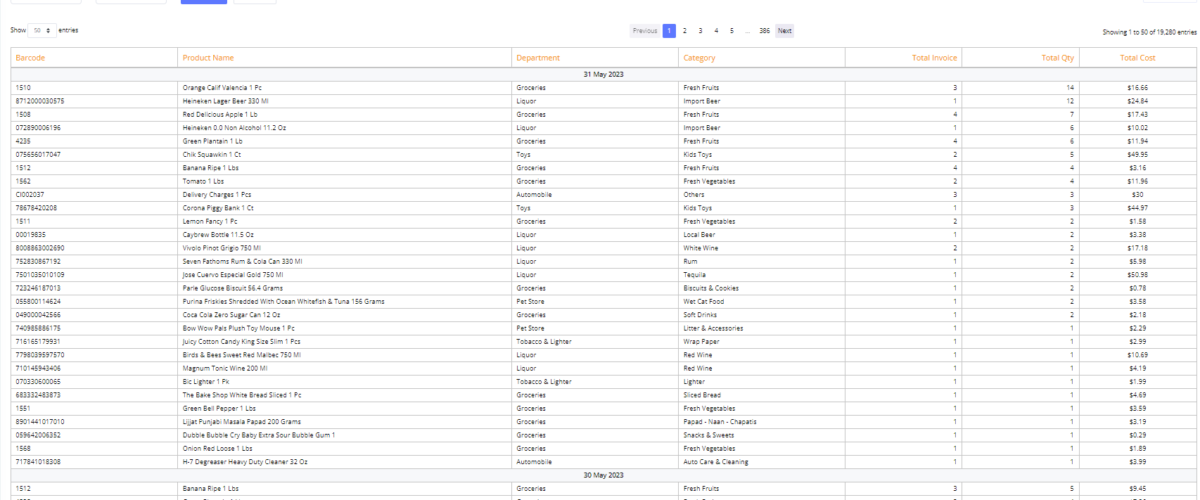 Show 50 entries Previous 1 2 3 4 5 ... 386 Next Showing 1 to 50 of 19,280 entries
Barcode Product Name Department Category Total Invoice Total Qty Total Cost
31 May 2023
1510 Orange Calif Valencia 1 Pc Groceries Fresh Fruits 3 14 $16.66
8712000030575 Heineken Lager Beer 330 Ml Liquor Import Beer 1 12 $24.84
1508 Red Delicious Apple 1 Lb Groceries Fresh Fruits 4 7 $17.43
072890006196 Heineken 0.0 Non Alcohol 11.2 Oz Liquor Import Beer 1 6 $10.02
4235 Green Plantain 1 Lb Groceries Fresh Fruits 4 6 $11.94
075656017047 Chik Squawkin 1 Ct Toys Kids Toys 2 5 $49.95
1512 Banana Ripe 1 Lbs Groceries Fresh Fruits 4 4 $3.16
1562 Tomato 1 Lbs Groceries Fresh Vegetables 2 4 $11.96
CI002037 Delivery Charges 1 Pcs Automobile Others 3 3 $30
78678420208 Corona Piggy Bank 1 Ct Toys Kids Toys 1 3 $44.97
1511 Lemon Fancy 1 Pc Groceries Fresh Vegetables 2 2 $1.58
00019835 Caybrew Bottle 11.5 Oz Liquor Local Beer 1 2 $3.38
8008863002690 Vivolo Pinot Grigio 750 Ml Liquor White Wine 2 2 $17.18
752830867192 Seven Fathoms Rum & Cola Can 330 Ml Liquor Rum 1 2 $5.98
7501035010109 Jose Cuervo Especial Gold 750 Ml Liquor Tequila 1 2 $50.98
723246187013 Parle Glucose Biscuit 56.4 Grams Groceries Biscuits & Cookies 1 2 $0.78
055800114624 Purina Friskies Shredded With Ocean Whitefish & Tuna 156 Grams Pet Store Wet Cat Food 1 2 $3.58
049000042566 Coca Cola Zero Sugar Can 12 Oz Groceries Soft Drinks 1 2 $2.18
740985886175 Bow Wow Pals Plush Toy Mouse 1 Pc Pet Store Litter & Accessories 1 1 $2.29
716165179931 Juicy Cotton Candy King Size Slim 1 Pcs Tobacco & Lighter Wrap Paper 1 1 $2.99
7798039597570 Birds & Bees Sweet Red Malbec 750 Ml Liquor Red Wine 1 1 $10.69
710145943406 Magnum Tonic Wine 200 Ml Liquor Red Wine 1 1 $4.19
070330600065 Bic Lighter 1 Pk Tobacco & Lighter Lighter 1 1 $1.99
683332483873 The Bake Shop White Bread Sliced 1 Pc Groceries Sliced Bread 1 1 $4.69
1551 Green Bell Pepper 1 Lbs Groceries Fresh Vegetables 1 1 $3.59
8901441017010 Lijjat Punjabi Masala Papad 200 Grams Groceries Papad - Naan - Chapatis 1 1 $3.19
059642006352 Dubble Bubble Cry Baby Extra Sour Bubble Gum 1 Groceries Snacks & Sweets 1 1 $0.29
1568 Onion Red Loose 1 Lbs Groceries Fresh Vegetables 1 1 $1.89
717841018308 H-7 Degreaser Heavy Duty Cleaner 32 Oz Automobile Auto Care & Cleaning 1 1 $3.99
30 May 2023
1512 Banana Ripe 1 Lbs Groceries Fresh Fruits 3 5 $9.45